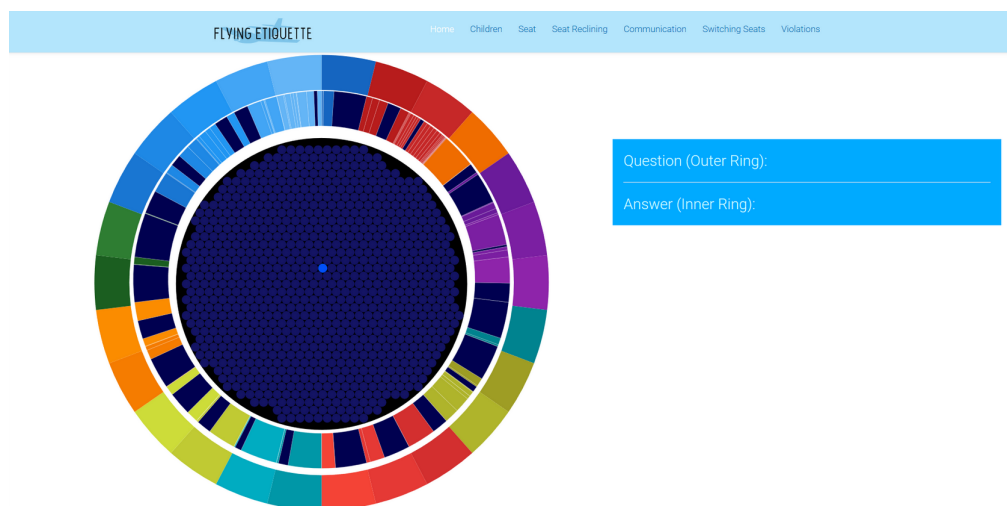 FLYING ETIQUETTE
Home Children Seat Seat Reclining Communication Switching Seats Violations
Question (Outer Ring):
Answer (Inner Ring):